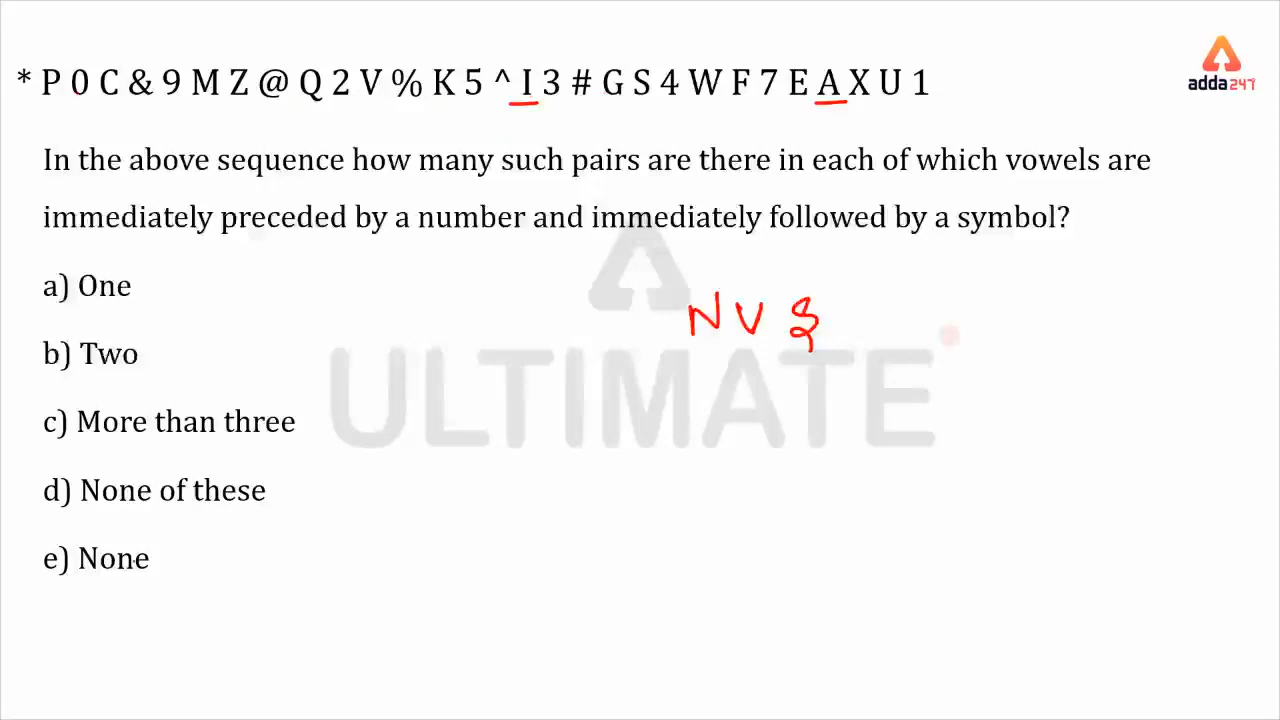 * P 0 C & 9 M Z @ Q 2 V % K 5 ^ I 3 # G S 4 W F 7 E A X U 1
adda247
In the above sequence how many such pairs are there in each of which vowels are
immediately preceded by a number and immediately followed by a symbol?
a) One
N V S
b) Two
ULTIMATE
c) More than three
d) None of these
e) None